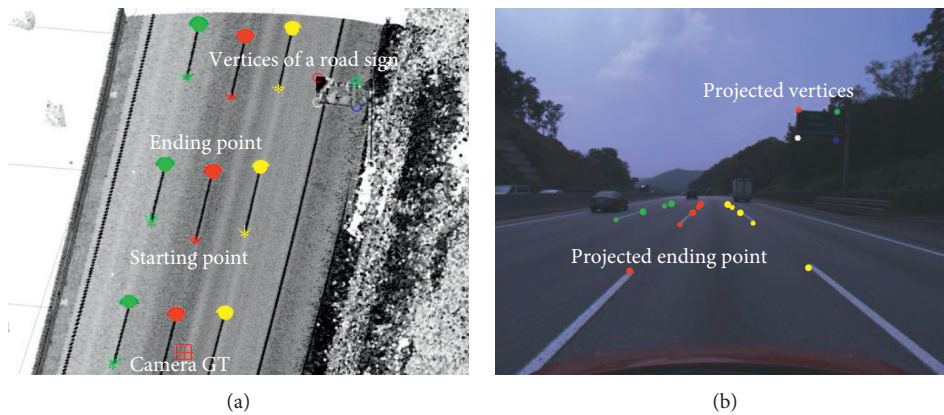 Vertices of a road sign
Ending point
Starting point
Camera GT
(a)
Projected vertices
Projected ending point
(b)